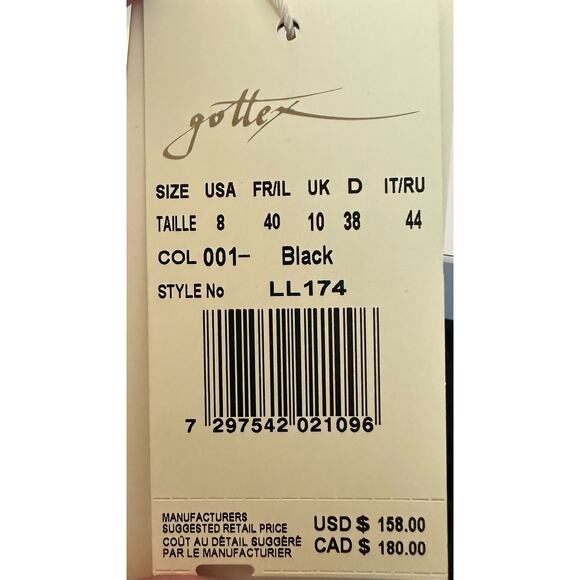 gottex
SIZE USA FR/IL UK D IT/RU
TAILLE 8 40 10 38 44
COL 001- Black
STYLE No LL174
7 297542 021096
MANUFACTURERS
SUGGESTED RETAIL PRICE USD $ 158.00
COÛT AU DÉTAIL SUGGÉRÉ
PAR LE MANUFACTURIER CAD $ 180.00